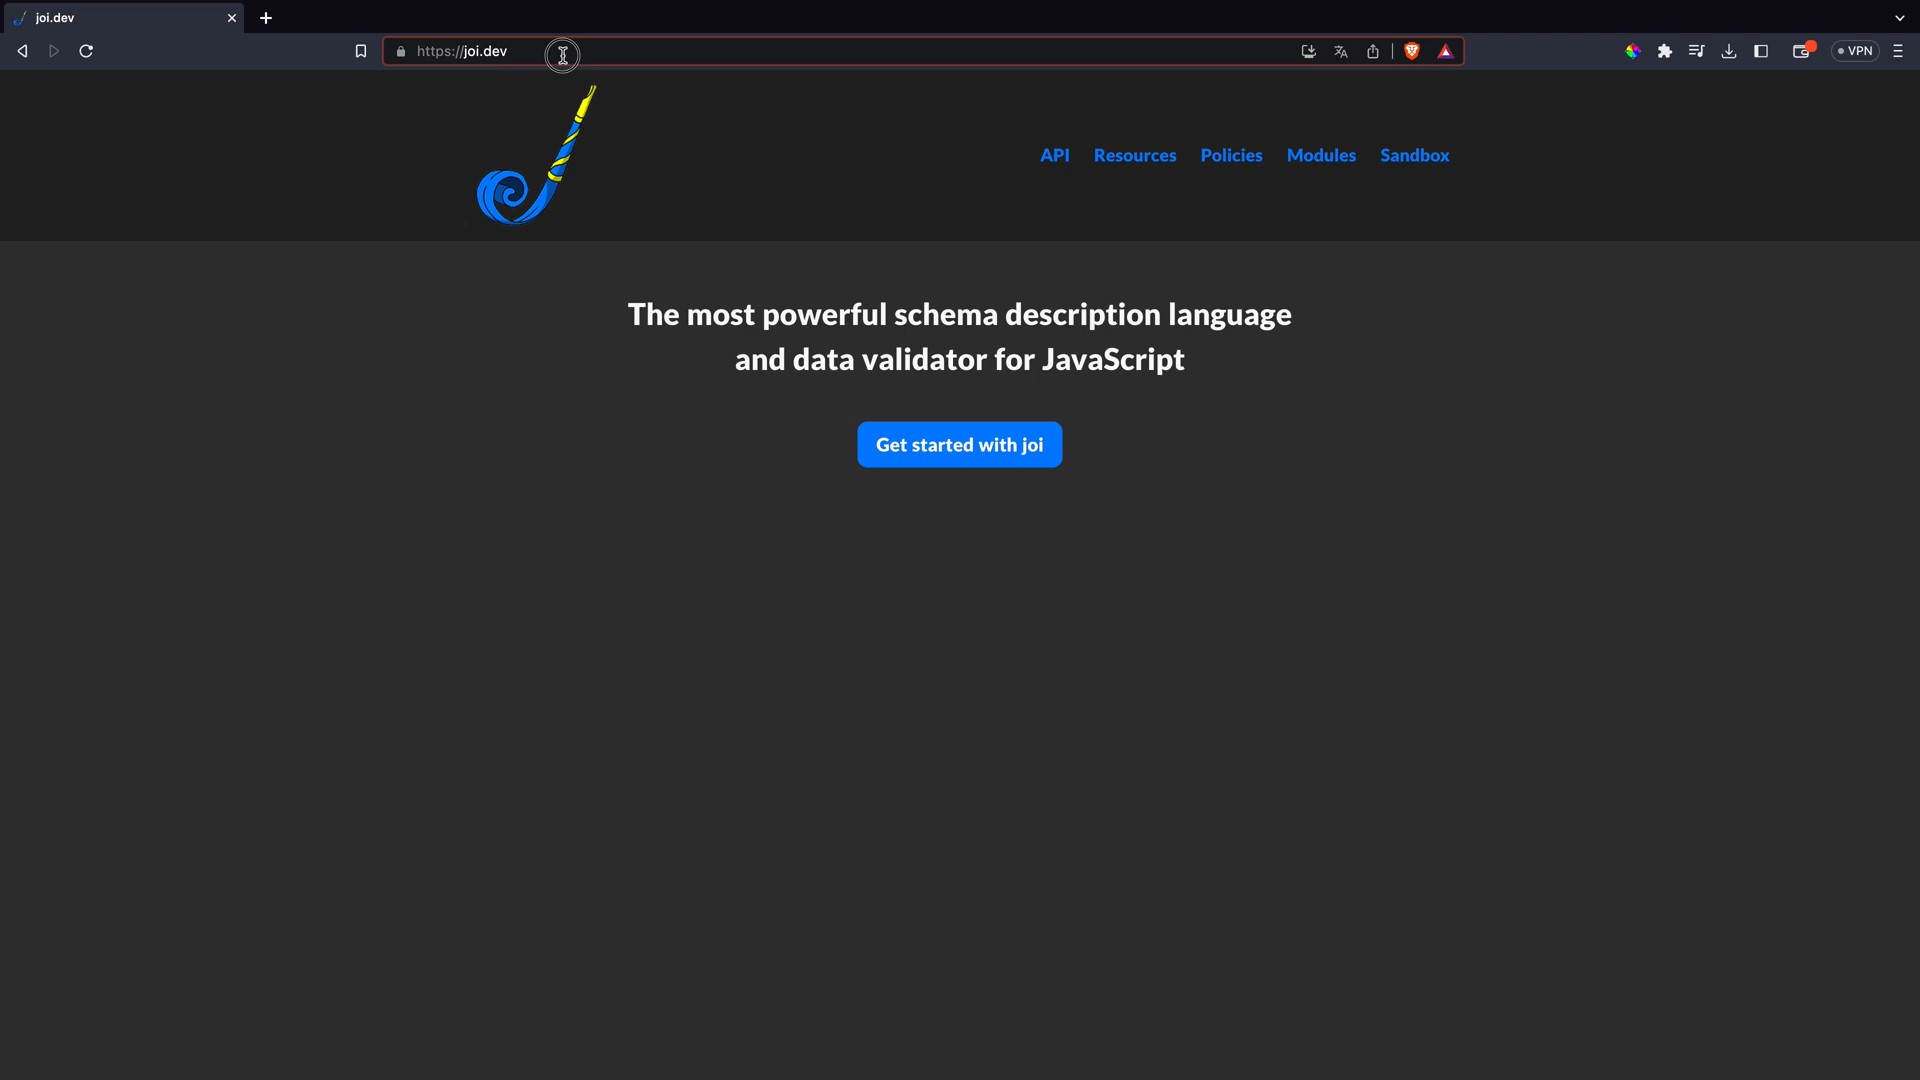 joi.dev
https://joi.dev
VPN
API Resources Policies Modules Sandbox
The most powerful schema description language
and data validator for JavaScript
Get started with joi